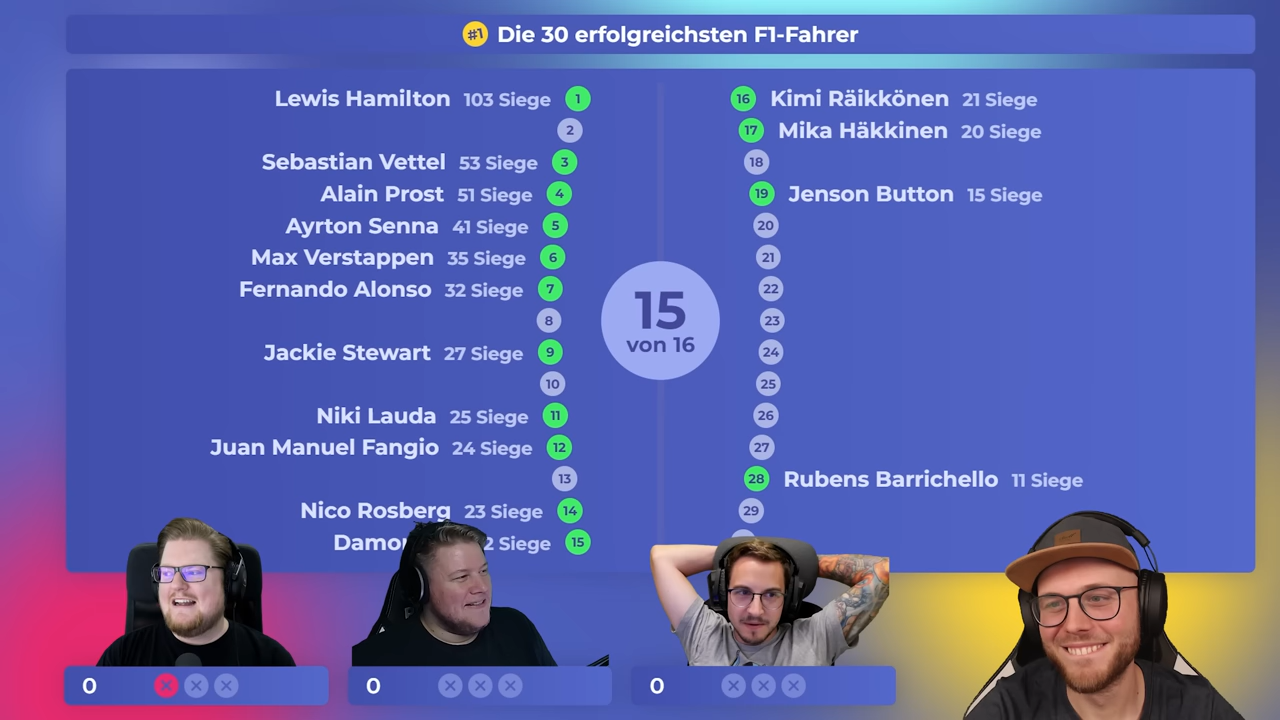 #1 Die 30 erfolgreichsten F1-Fahrer
Lewis Hamilton 103 Siege 1
2
Sebastian Vettel 53 Siege 3
Alain Prost 51 Siege 4
Ayrton Senna 41 Siege 5
Max Verstappen 35 Siege 6
Fernando Alonso 32 Siege 7
8
Jackie Stewart 27 Siege 9
10
Niki Lauda 25 Siege 11
Juan Manuel Fangio 24 Siege 12
13
Nico Rosberg 23 Siege 14
Siege 15
15
von 16
16 Kimi Räikkönen 21 Siege
17 Mika Häkkinen 20 Siege
18
19 Jenson Button 15 Siege
20
21
22
23
24
25
26
27
28 Rubens Barrichello 11 Siege
29
0
0
0